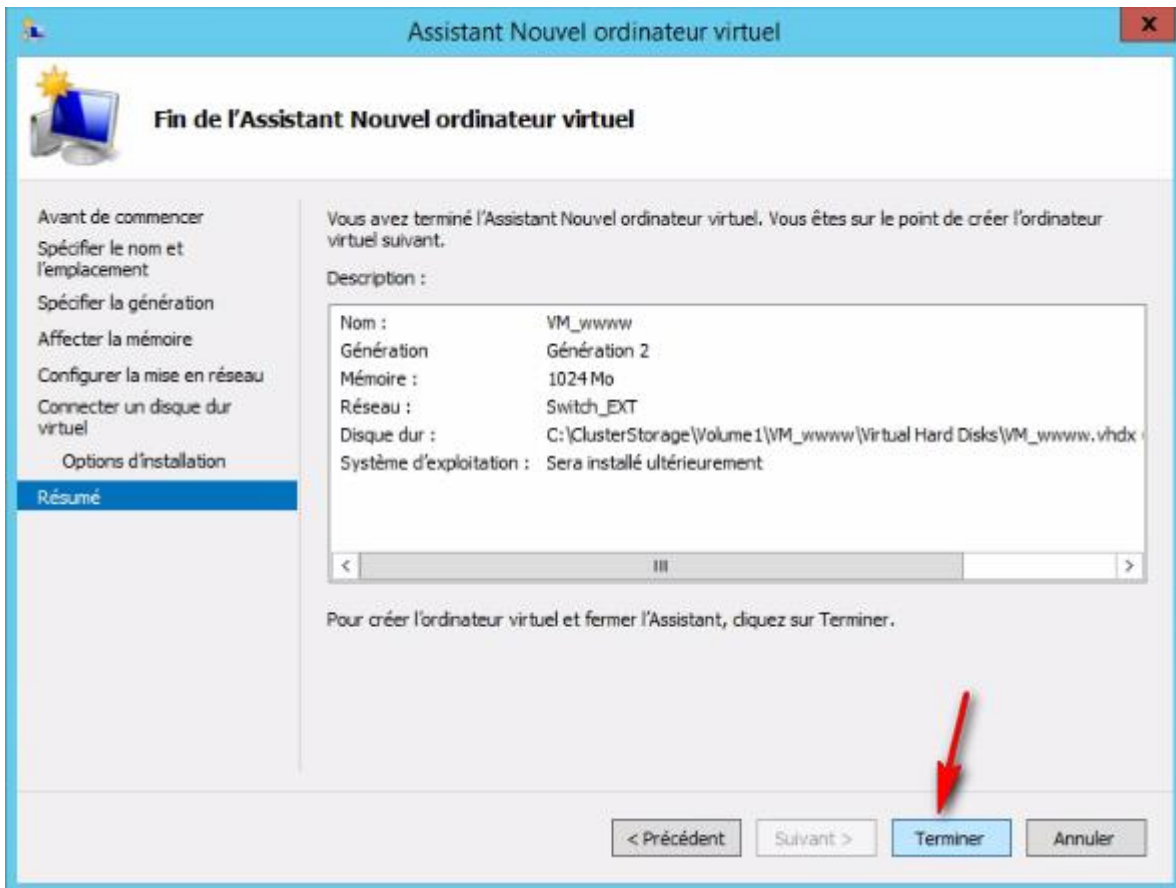 Assistant Nouvel ordinateur virtuel
x
Fin de l'Assistant Nouvel ordinateur virtuel
Avant de commencer
Spécifier le nom et
l'emplacement
Spécifier la génération
Affecter la mémoire
Configurer la mise en réseau
Connecter un disque dur
virtuel
Options d'installation
Résumé
Vous avez terminé l'Assistant Nouvel ordinateur virtuel. Vous êtes sur le point de créer l'ordinateur
virtuel suivant.
Description :
Nom : VM_wwww
Génération Génération 2
Mémoire : 1024 Mo
Réseau : Switch_EXT
Disque dur : C:\ClusterStorage\Volume1\VM_wwww\Virtual Hard Disks\VM_wwww.vhdx
Système d'exploitation : Sera installé ultérieurement
Pour créer l'ordinateur virtuel et fermer l'Assistant, cliquez sur Terminer.
< Précédent Suivant > Terminer Annuler